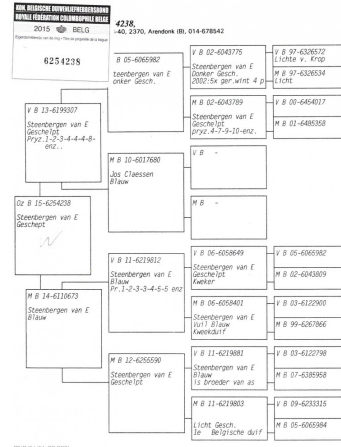 KON. BELGISCHE DUIVENLIEFHEBBERSBOND
ROYALE FÉDÉRATION COLOMBOPHILE BELGE
2015 BELG
6254238
4238,
-40, 2370, Arendonk (B), 014-678542
B 05-6065982
teenbergen van E
onker Gesch.
V B 02-6043775
Steenbergen van E
Donker Gesch.
2002:5x ger.wint 4 p
V B 97-6326572
Lichte v. Krop
M B 97-6326534
Licht
M B 02-6043789
Steenbergen van E
Geschelpt
pryz.4-7-9-10-enz.
V B 00-6454017
M B 01-6485358
V B 13-6199307
Steenbergen van E
Geschelpt
Pryz.1-2-3-4-4-4-8-
enz..
M B 10-6017680
Jos Claessen
Blauw
V B -
M B -
Gz B 15-6254238
Steenbergen van E
Geschept
V B 11-6219812
Steenbergen van E
Blauw
Pr.1-2-3-4-5-5 enz
V B 06-6058649
Steenbergen van E
Geschelpt
Kweker
V B 05-6065982
M B 02-6043809
M B 06-6058401
Steenbergen van E
Vuil Blauw
Kweekduif
V B 03-6122900
M B 99-6267866
M B 14-6110673
Steenbergen van E
Blauw
M B 12-6255590
Steenbergen van E
Geschelpt
V B 11-6219881
Steenbergen van E
Blauw
is broeder van as
V B 03-6122798
M B 07-6385958
M B 11-6219803
Licht Gesch.
1e Belgische duif
V B 09-6233315
M B 05-6065984